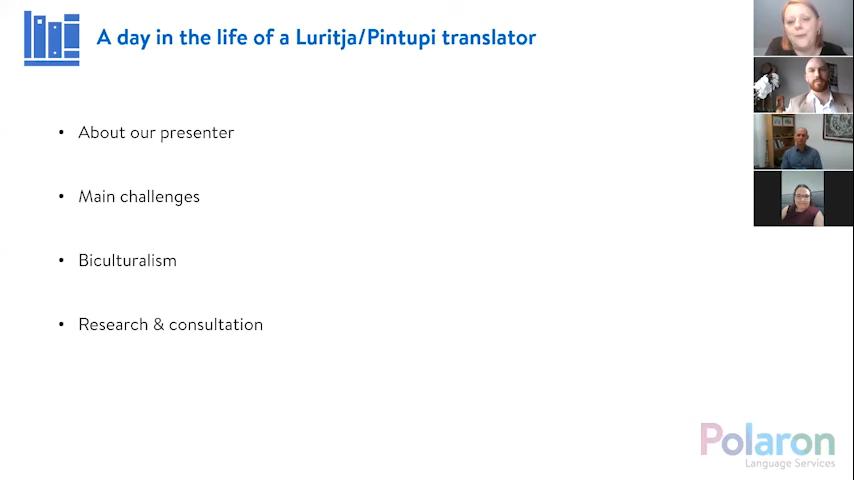 A day in the life of a Luritja/Pintupi translator
• About our presenter
• Main challenges
• Biculturalism
• Research & consultation
Polaron
Language Services